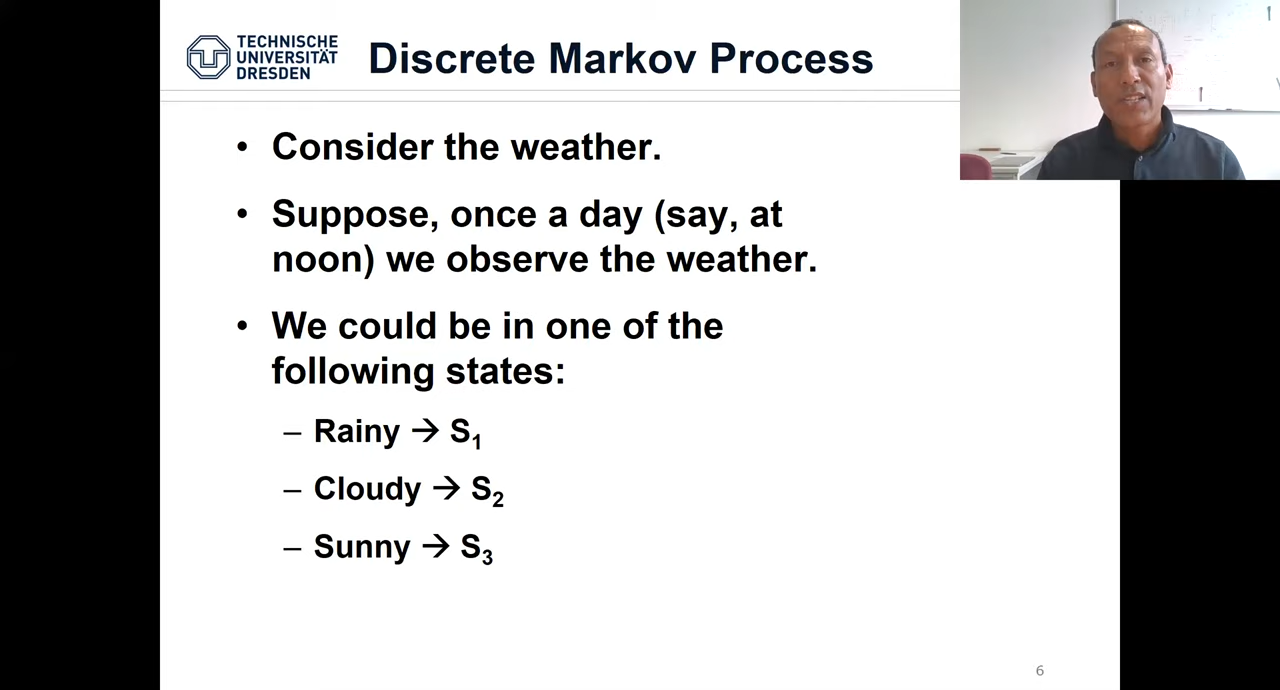 TECHNISCHE
UNIVERSITÄT
DRESDEN
Discrete Markov Process
• Consider the weather.
• Suppose, once a day (say, at
noon) we observe the weather.
• We could be in one of the
following states:
– Rainy → S₁
– Cloudy → S₂
– Sunny → S₃
6